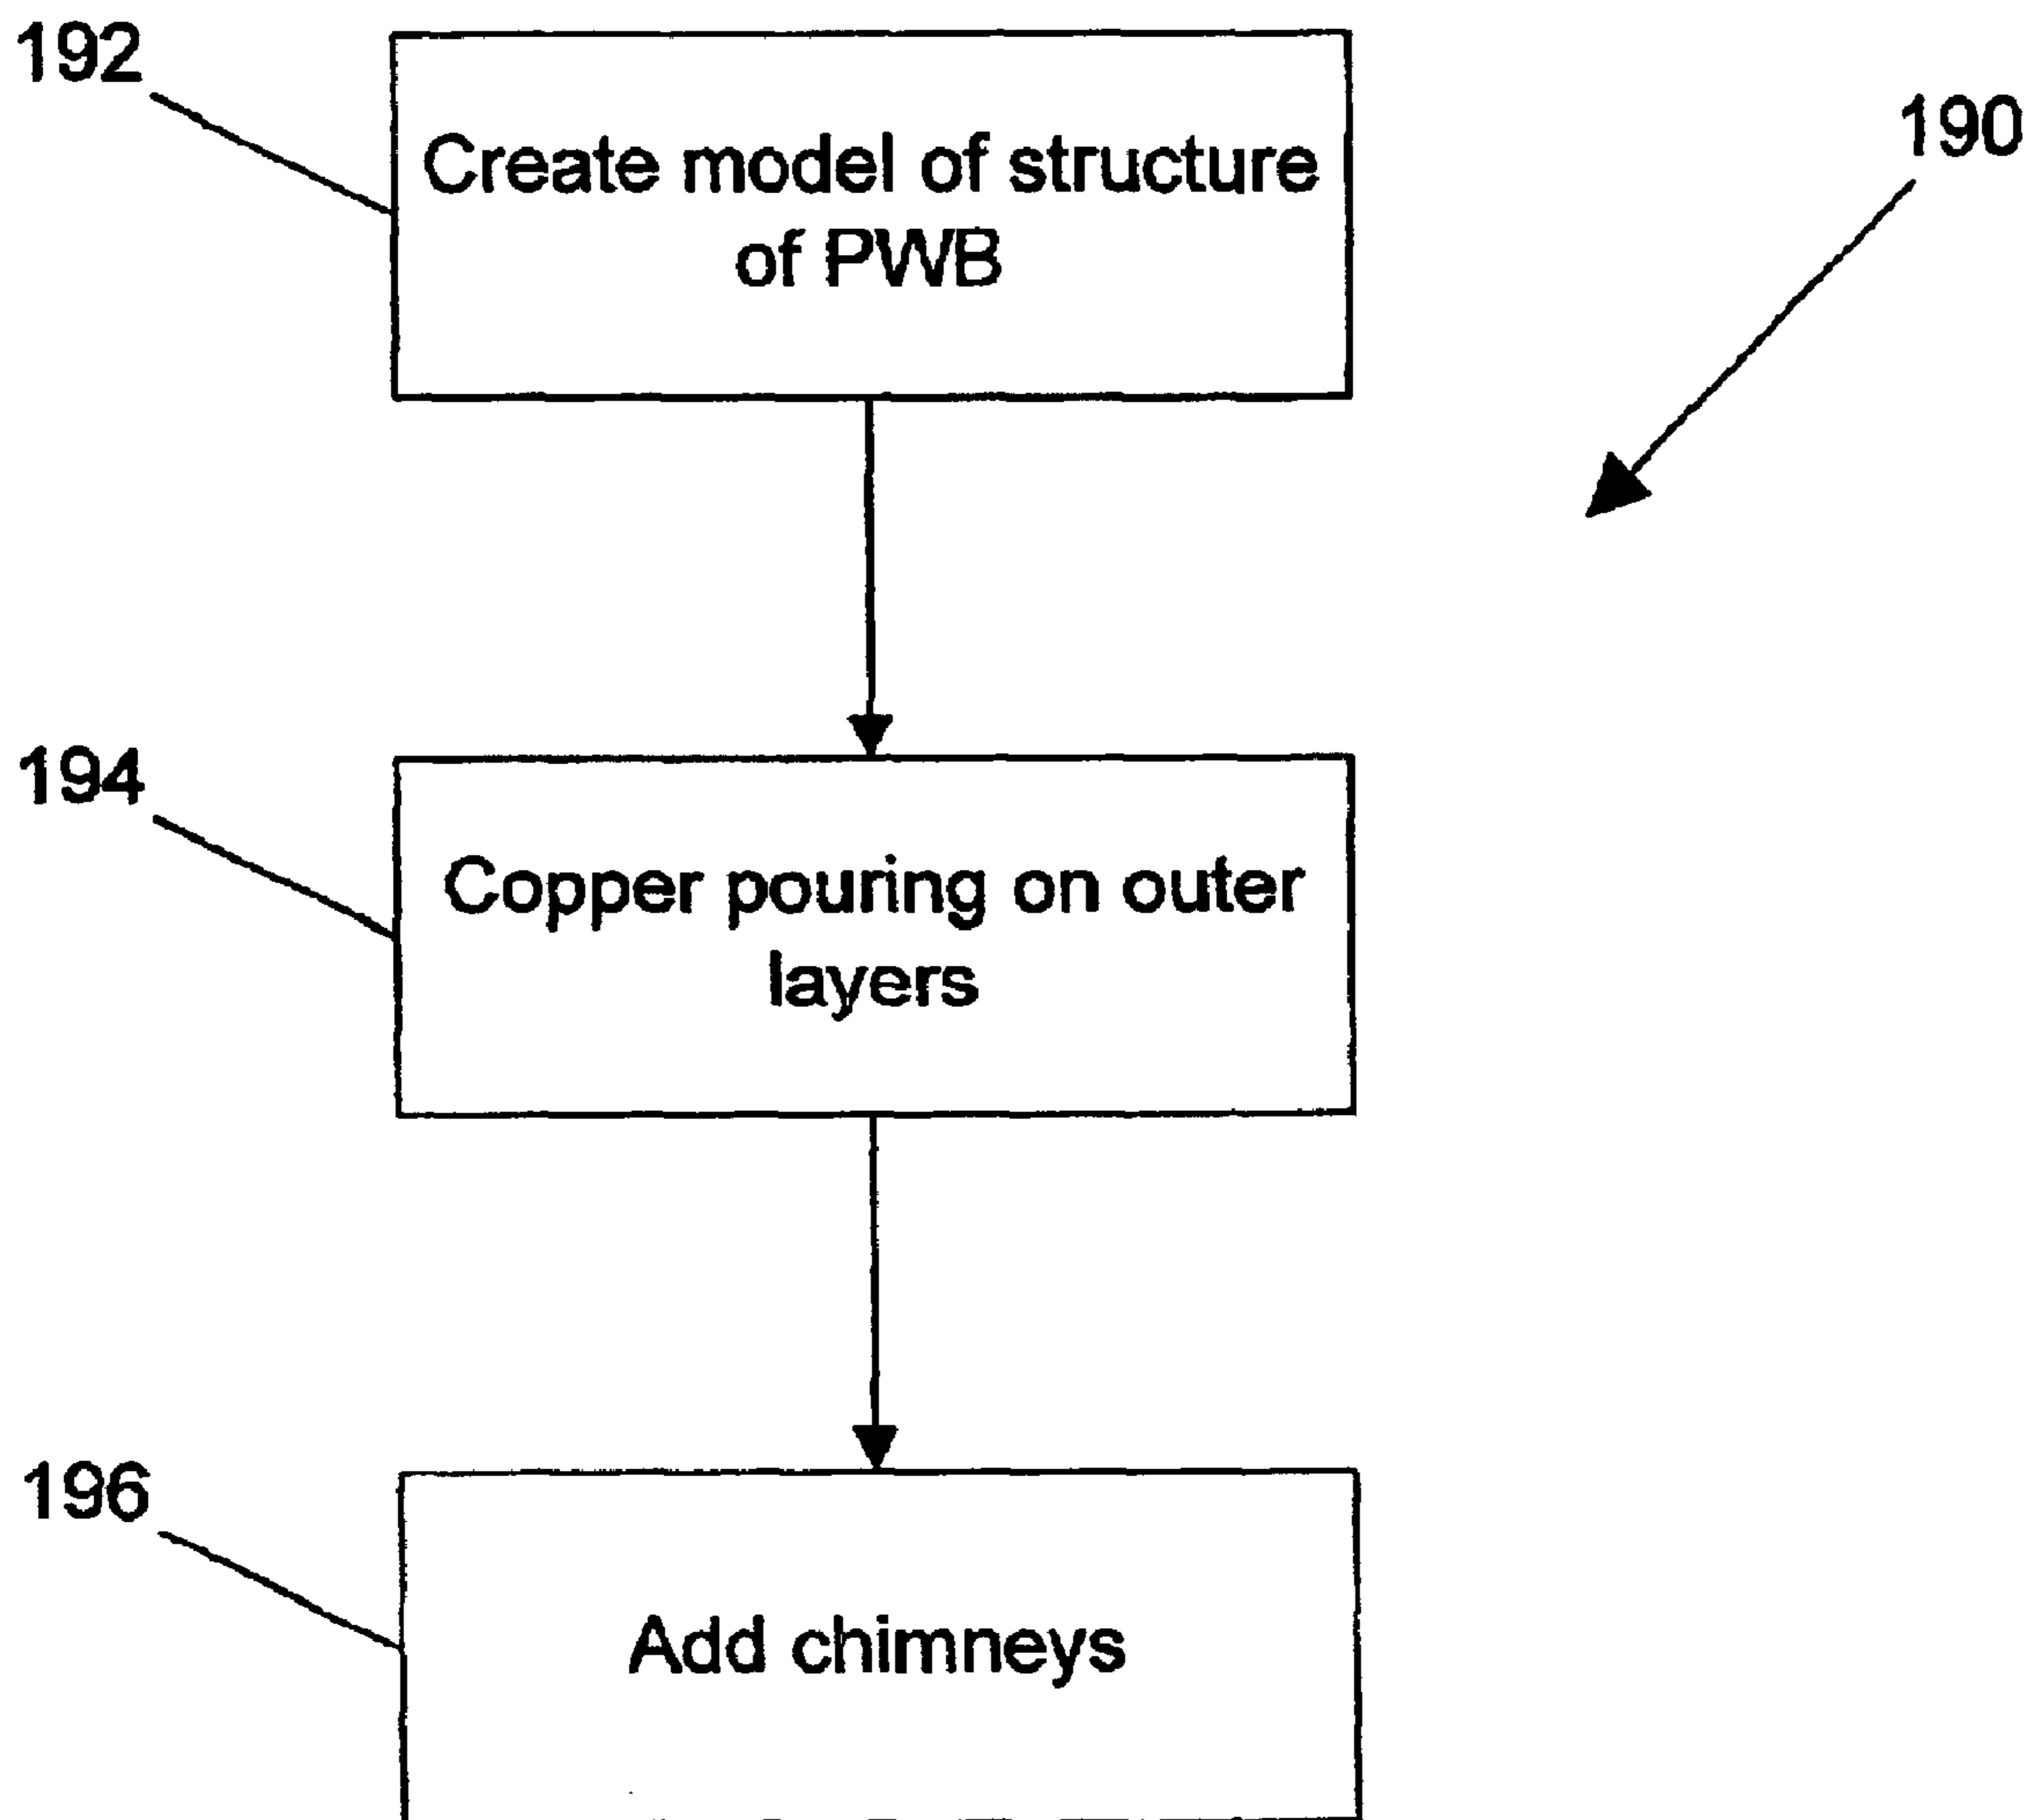 192
Create model of structure
of PWB
190
194
Copper pouring on outer
layers
196
Add chimneys